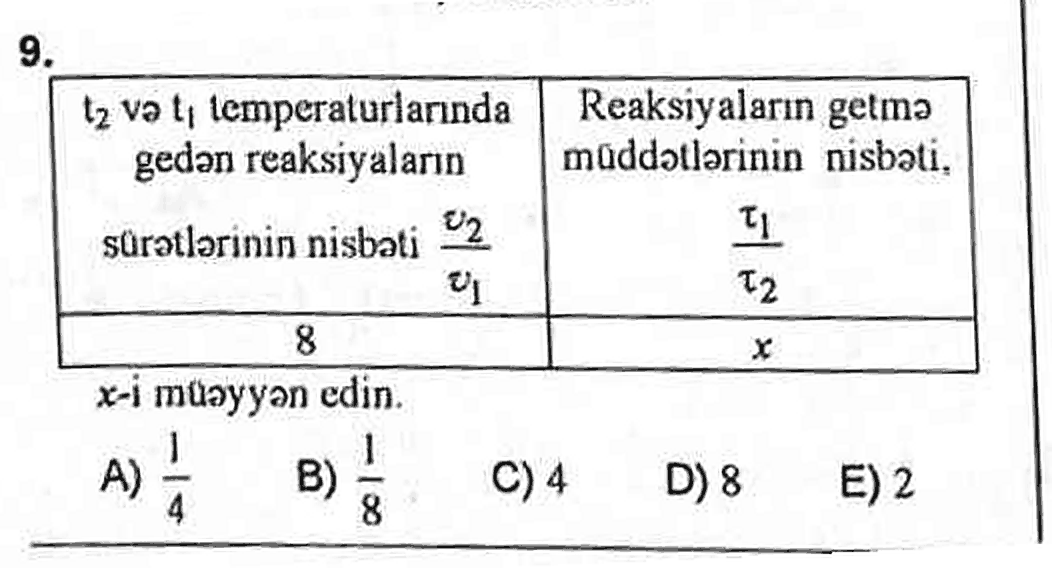 9.
t₂ və t₁ temperaturlarında
gedən reaksiyaların
sürətlərinin nisbəti υ₂/υ₁
Reaksiyaların getmə
müddətlərinin nisbəti,
τ₁/τ₂
8
x
x-i müəyyən edin.
A) 1/4 B) 1/8 C) 4 D) 8 E) 2